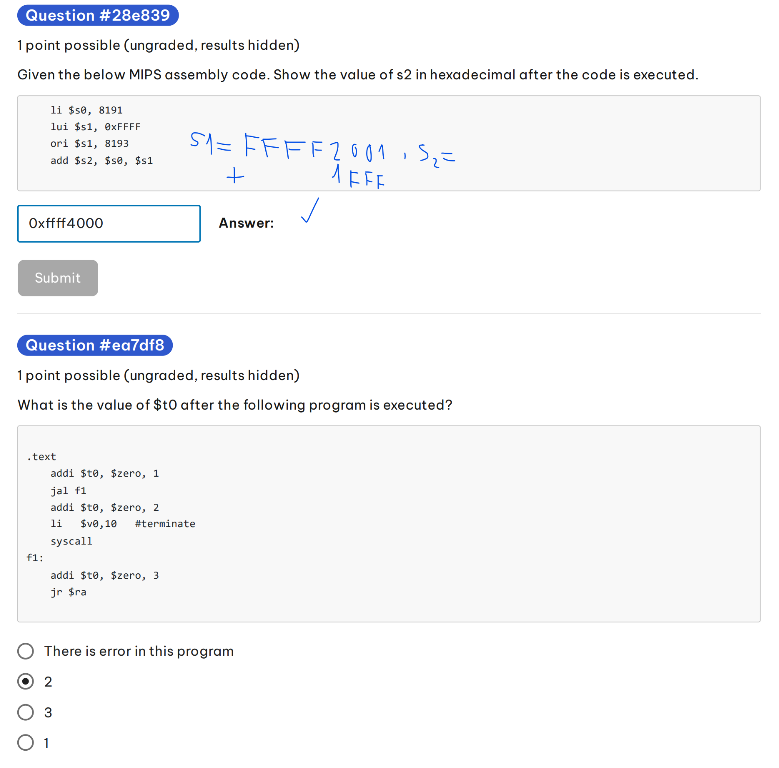 Question #28e839
1 point possible (ungraded, results hidden)
Given the below MIPS assembly code. Show the value of s2 in hexadecimal after the code is executed.
li $s0, 8191
lui $s1, 0xFFFF
ori $s1, 8193
add $s2, $s0, $s1
S1= FFFF2001, S2=
+ 1FFF
0xffff4000
Answer: ✓
Submit
Question #ea7df8
1 point possible (ungraded, results hidden)
What is the value of $t0 after the following program is executed?
.text
addi $t0, $zero, 1
jal f1
addi $t0, $zero, 2
li $v0,10 #terminate
syscall
f1:
addi $t0, $zero, 3
jr $ra
There is error in this program
2
3
1